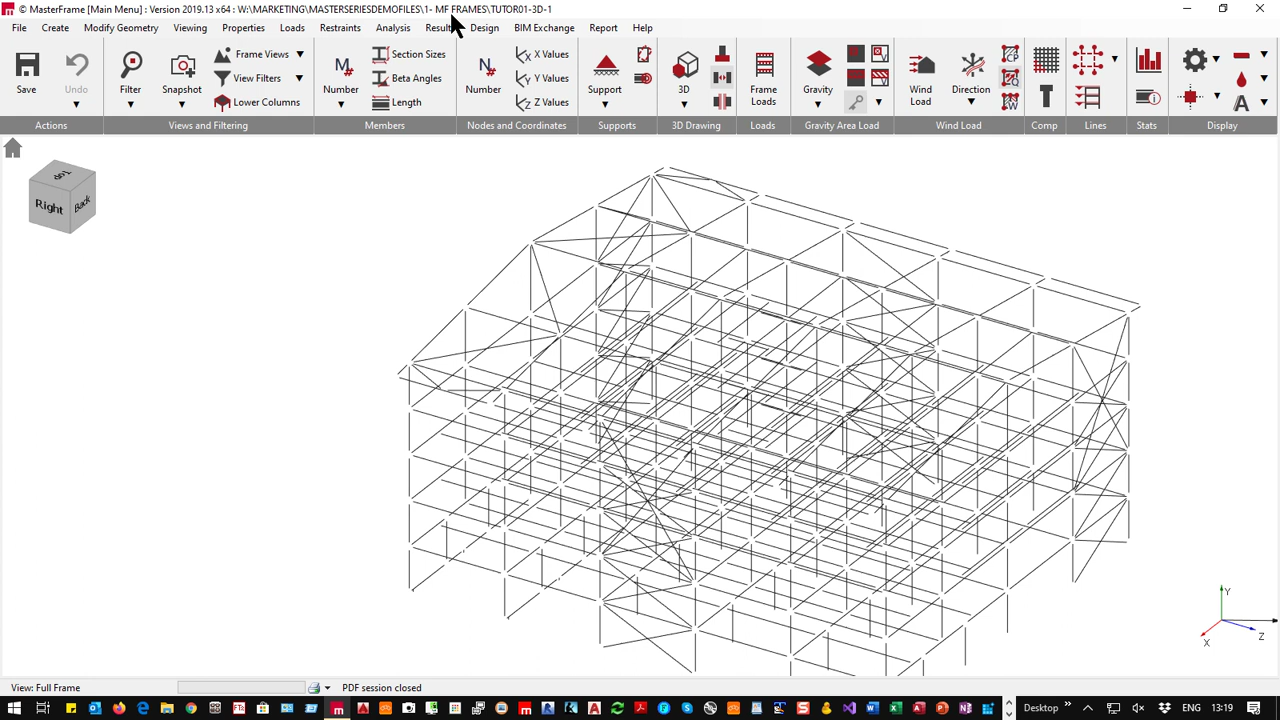 © MasterFrame [Main Menu] : Version 2019.13 x64 : W:\MARKETING\MASTERSERIESDEMOFILES\1- MF FRAMES\TUTOR01-3D-1
File Create Modify Geometry Viewing Properties Loads Restraints Analysis Design BIM Exchange Report Help
Frame Views Section Sizes X Values
View Filters Beta Angles Y Values
Save Undo Filter Snapshot Number Number Support 3D Frame Loads Gravity Wind Load Direction
Lower Columns Length Z Values
Actions Views and Filtering Members Nodes and Coordinates Supports 3D Drawing Loads Gravity Area Load Wind Load Comp Lines Stats Display
Top
Right Back
Y
X Z
View: Full Frame PDF session closed
Desktop ENG 13:19